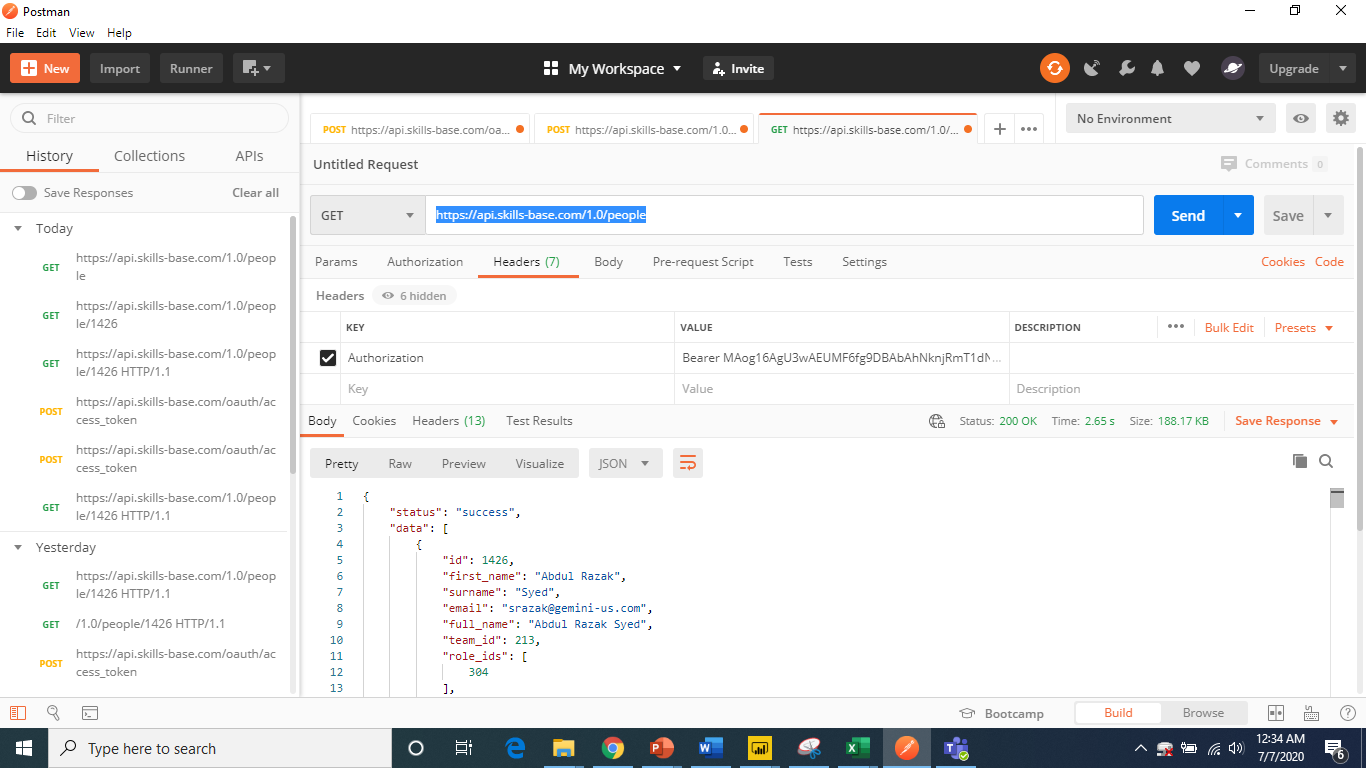 Postman
File Edit View Help
New Import Runner My Workspace Invite Upgrade
Filter
History Collections APIs
Save Responses Clear all
Today
GET https://api.skills-base.com/1.0/peop
le
GET https://api.skills-base.com/1.0/peop
le/1426
GET https://api.skills-base.com/1.0/peop
le/1426 HTTP/1.1
POST https://api.skills-base.com/oauth/ac
cess_token
POST https://api.skills-base.com/oauth/ac
cess_token
GET https://api.skills-base.com/1.0/peop
le/1426 HTTP/1.1
Yesterday
GET https://api.skills-base.com/1.0/peop
le/1426 HTTP/1.1
GET /1.0/people/1426 HTTP/1.1
POST https://api.skills-base.com/oauth/ac
cess_token
POST https://api.skills-base.com/oa... POST https://api.skills-base.com/1.0... GET https://api.skills-base.com/1.0/... No Environment
Untitled Request Comments 0
GET https://api.skills-base.com/1.0/people Send Save
Params Authorization Headers (7) Body Pre-request Script Tests Settings Cookies Code
Headers 6 hidden
KEY VALUE DESCRIPTION Bulk Edit Presets
Authorization Bearer MAog16AgU3wAEUMF6fg9DBAbAhNknjRmT1dN...
Key Value Description
Body Cookies Headers (13) Test Results Status: 200 OK Time: 2.65 s Size: 188.17 KB Save Response
Pretty Raw Preview Visualize JSON
1 {
2 "status": "success",
3 "data": [
4 {
5 "id": 1426,
6 "first_name": "Abdul Razak",
7 "surname": "Syed",
8 "email": "srazak@gemini-us.com",
9 "full_name": "Abdul Razak Syed",
10 "team_id": 213,
11 "role_ids": [
12 304
13 ],
Bootcamp Build Browse
Type here to search
12:34 AM
7/7/2020
6